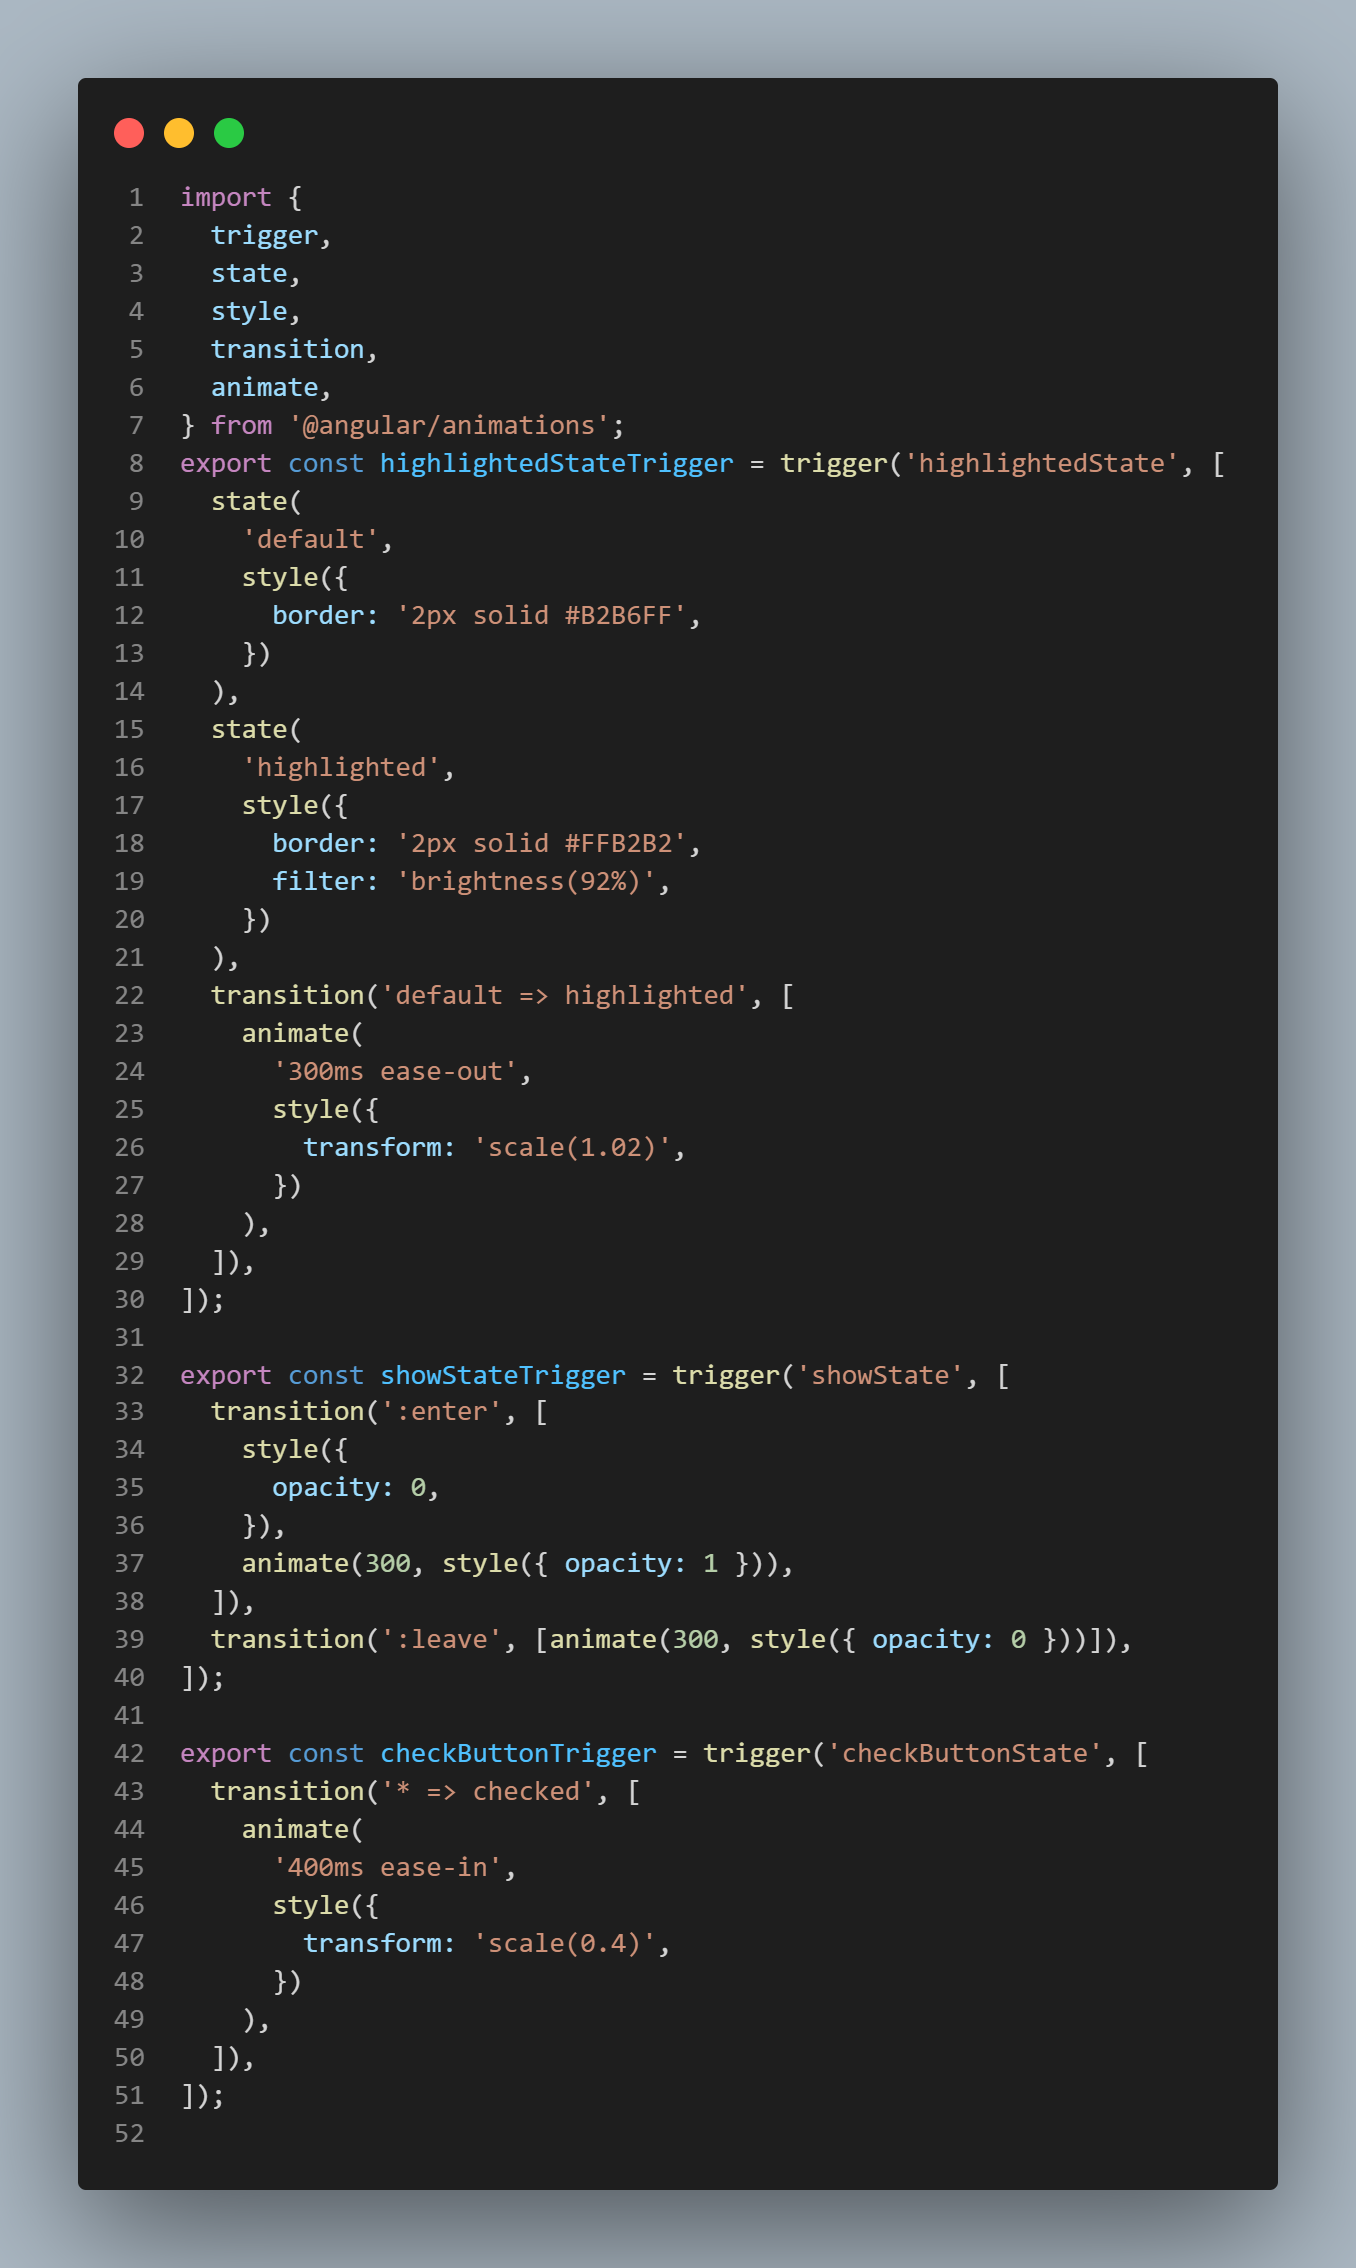 1 import {
2   trigger,
3   state,
4   style,
5   transition,
6   animate,
7 } from '@angular/animations';
8 export const highlightedStateTrigger = trigger('highlightedState', [
9   state(
10     'default',
11     style({
12       border: '2px solid #B2B6FF',
13     })
14   ),
15   state(
16     'highlighted',
17     style({
18       border: '2px solid #FFB2B2',
19       filter: 'brightness(92%)',
20     })
21   ),
22   transition('default => highlighted', [
23     animate(
24       '300ms ease-out',
25       style({
26         transform: 'scale(1.02)',
27       })
28     ),
29   ]),
30 ]);
31
32 export const showStateTrigger = trigger('showState', [
33   transition(':enter', [
34     style({
35       opacity: 0,
36     }),
37     animate(300, style({ opacity: 1 })),
38   ]),
39   transition(':leave', [animate(300, style({ opacity: 0 }))]),
40 ]);
41
42 export const checkButtonTrigger = trigger('checkButtonState', [
43   transition('* => checked', [
44     animate(
45       '400ms ease-in',
46       style({
47         transform: 'scale(0.4)',
48       })
49     ),
50   ]),
51 ]);
52